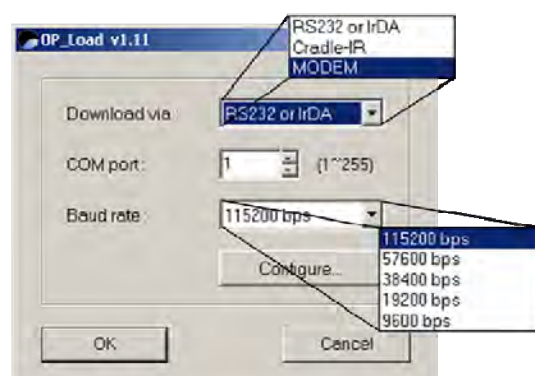 RS232 or IrDA
Cradle-IR
MODEM
OP_Load v1.11
Download via
RS232 or IrDA
COM port:
1
(1~255)
Baud rate
115200 bps
115200 bps
57600 bps
38400 bps
19200 bps
9600 bps
Configure...
OK
Cancel